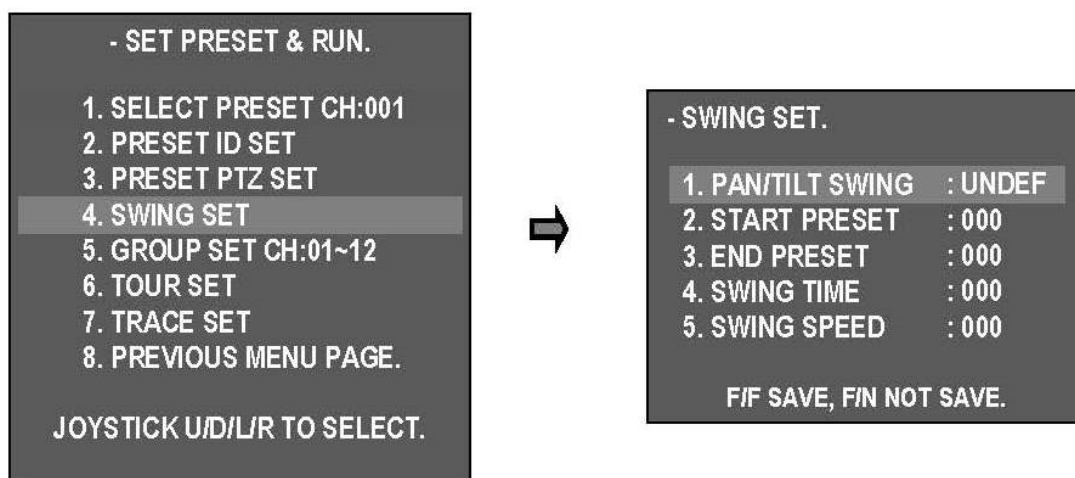 - SET PRESET & RUN.
1. SELECT PRESET CH:001
2. PRESET ID SET
3. PRESET PTZ SET
4. SWING SET
5. GROUP SET CH:01~12
6. TOUR SET
7. TRACE SET
8. PREVIOUS MENU PAGE.
JOYSTICK U/D/L/R TO SELECT.
- SWING SET.
1. PAN/TILT SWING : UNDEF
2. START PRESET : 000
3. END PRESET : 000
4. SWING TIME : 000
5. SWING SPEED : 000
F/F SAVE, F/N NOT SAVE.